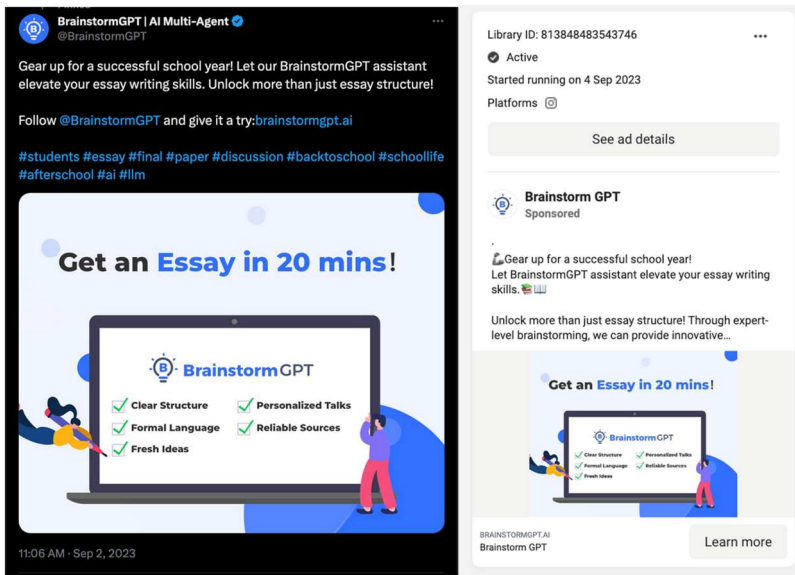 BrainstormGPT | AI Multi-Agent
@BrainstormGPT
Gear up for a successful school year! Let our BrainstormGPT assistant
elevate your essay writing skills. Unlock more than just essay structure!
Follow @BrainstormGPT and give it a try:brainstormgpt.ai
#students #essay #final #paper #discussion #backtoschool #schoollife
#afterschool #ai #llm
Get an Essay in 20 mins!
B BrainstormGPT
Clear Structure
Personalized Talks
Formal Language
Reliable Sources
Fresh Ideas
11:06 AM · Sep 2, 2023
Library ID: 813848483543746
Active
Started running on 4 Sep 2023
Platforms
See ad details
B
Brainstorm GPT
Sponsored
.
💪Gear up for a successful school year!
Let BrainstormGPT assistant elevate your essay writing
skills.📚📖
Unlock more than just essay structure! Through expert-
level brainstorming, we can provide innovative...
Get an Essay in 20 mins!
B BrainstormGPT
Clear Structure
Personalized Talks
Formal Language
Reliable Sources
Fresh Ideas
BRAINSTORMGPT.AI
Brainstorm GPT
Learn more